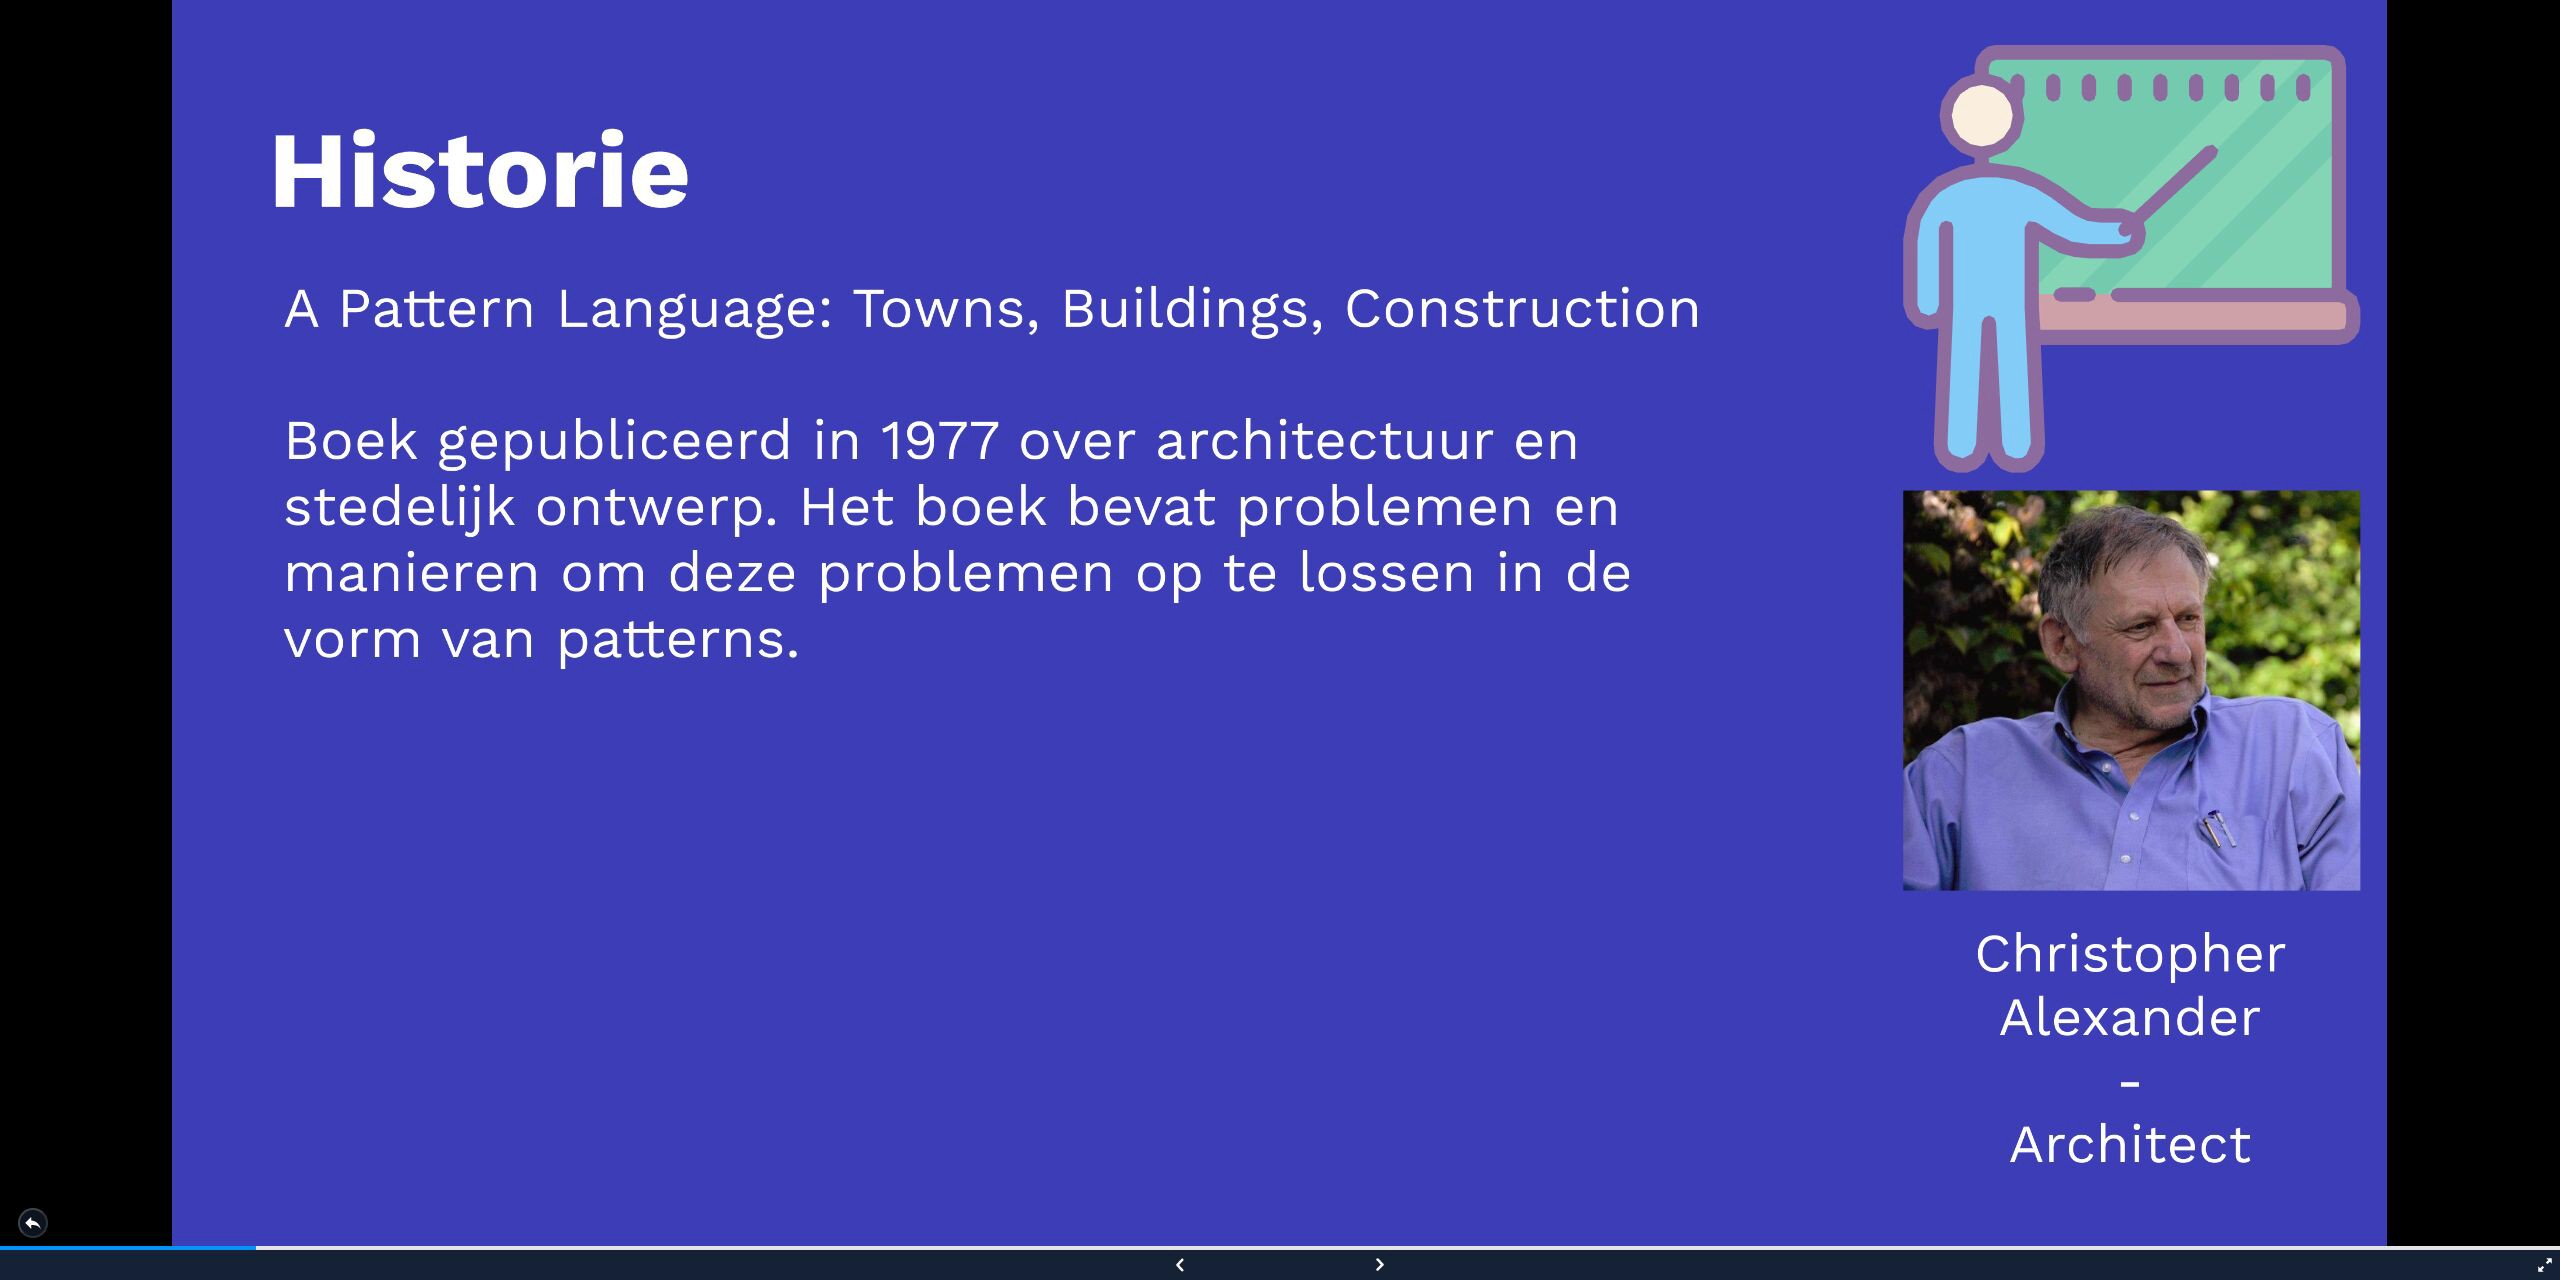 Historie
A Pattern Language: Towns, Buildings, Construction
Boek gepubliceerd in 1977 over architectuur en
stedelijk ontwerp. Het boek bevat problemen en
manieren om deze problemen op te lossen in de
vorm van patterns.
Christopher
Alexander
-
Architect